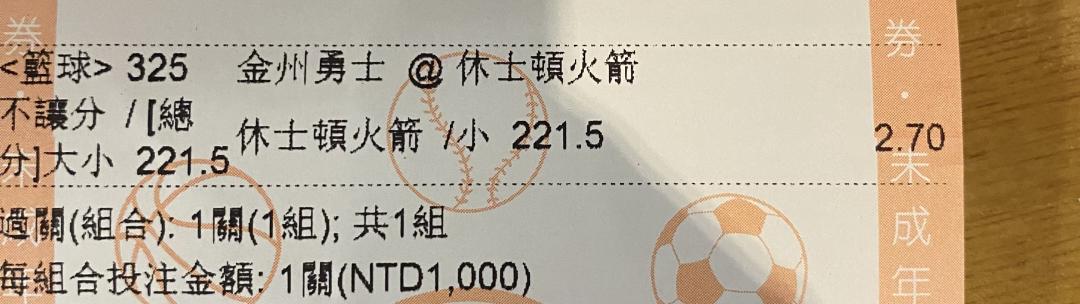 券
<籃球> 325 金州勇士 @ 休士頓火箭 券
不讓分 / [總
分]大小 221.5 休士頓火箭 /小 221.5 2.70
未
過關(組合): 1關(1組); 共1組 成
每組合投注金額: 1關(NTD1,000) 年